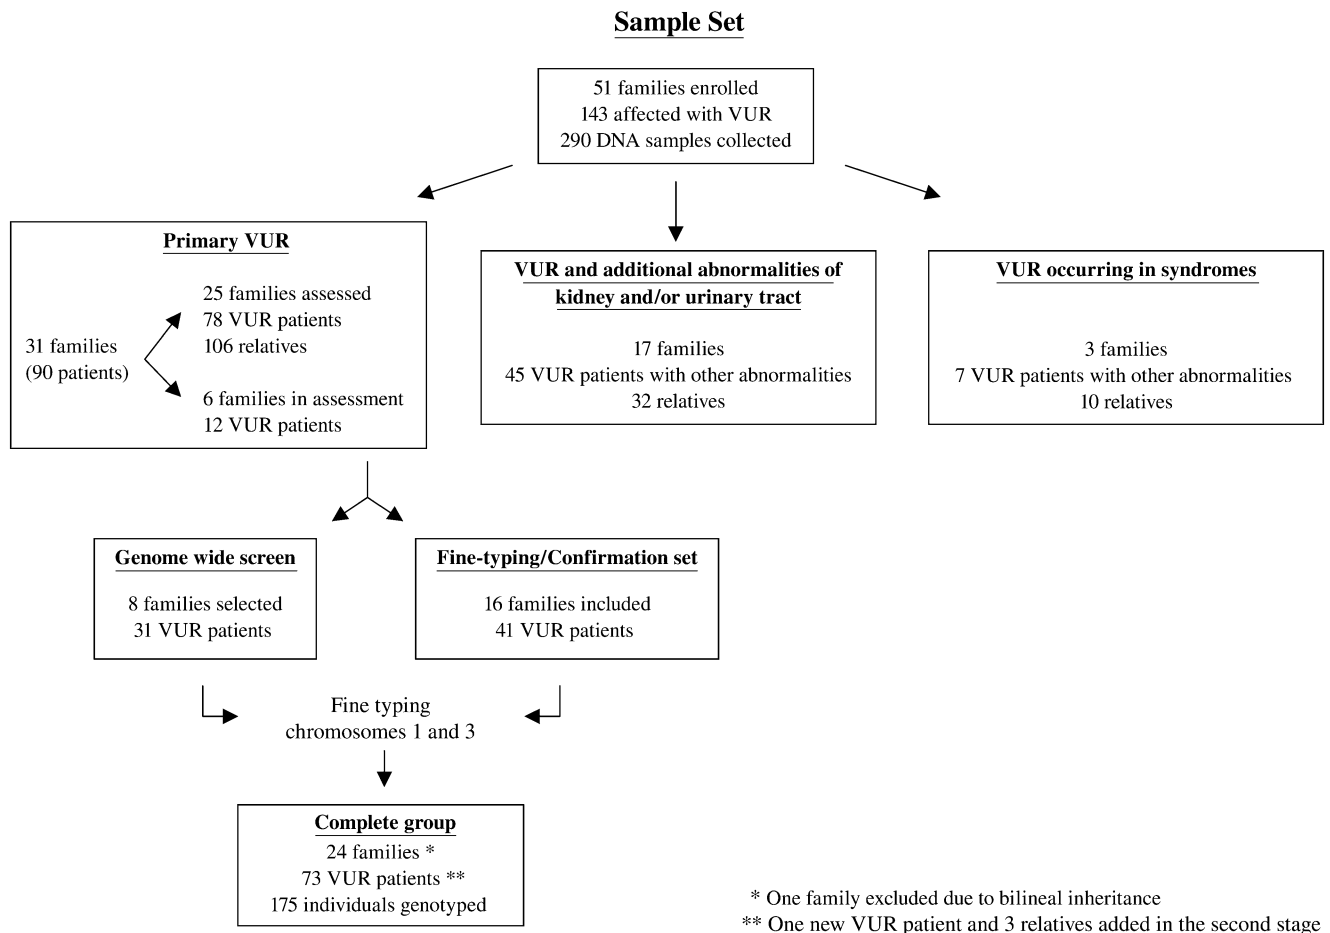 Sample Set
51 families enrolled
143 affected with VUR
290 DNA samples collected
Primary VUR
25 families assessed
78 VUR patients
106 relatives
31 families
(90 patients)
6 families in assessment
12 VUR patients
VUR and additional abnormalities of
kidney and/or urinary tract
17 families
45 VUR patients with other abnormalities
32 relatives
VUR occurring in syndromes
3 families
7 VUR patients with other abnormalities
10 relatives
Genome wide screen
8 families selected
31 VUR patients
Fine-typing/Confirmation set
16 families included
41 VUR patients
Fine typing
chromosomes 1 and 3
Complete group
24 families *
73 VUR patients **
175 individuals genotyped
* One family excluded due to bilineal inheritance
** One new VUR patient and 3 relatives added in the second stage